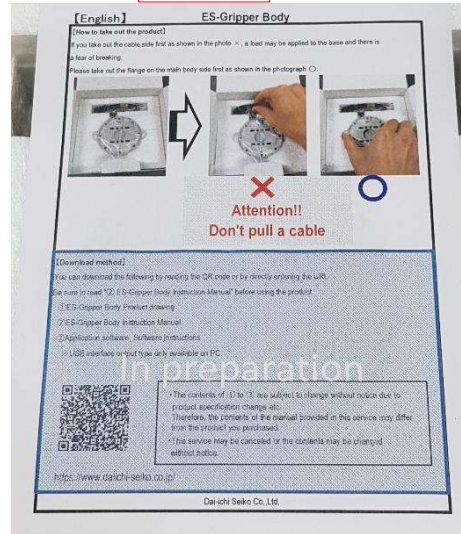 【English】
ES-Gripper Body
[How to take out the product]
If you take out the cable side first as shown in the photo ×, a load may be applied to the base and there is
a fear of breaking.
Please take out the flange on the main body side first as shown in the photograph ○.
Attention!!
Don't pull a cable
[Download method]
You can download the following by reading the QR code or by directly entering the URL.
Be sure to read "② ES-Gripper Body Instruction Manual" before using the product.
①ES-Gripper Body Product drawing
②ES-Gripper Body Instruction Manual
③Application software, Software instructions
※USB interface output type only available on PC.
In preparation
・The contents of ① to ③ are subject to change without notice due to
product specification change etc.
Therefore, the contents of the manual provided in this service may differ
from the product you purchased.
・This service may be canceled or the contents may be changed
without notice.
https://www.daiichi-seiko.co.jp/
Dai-ichi Seiko Co.,Ltd.